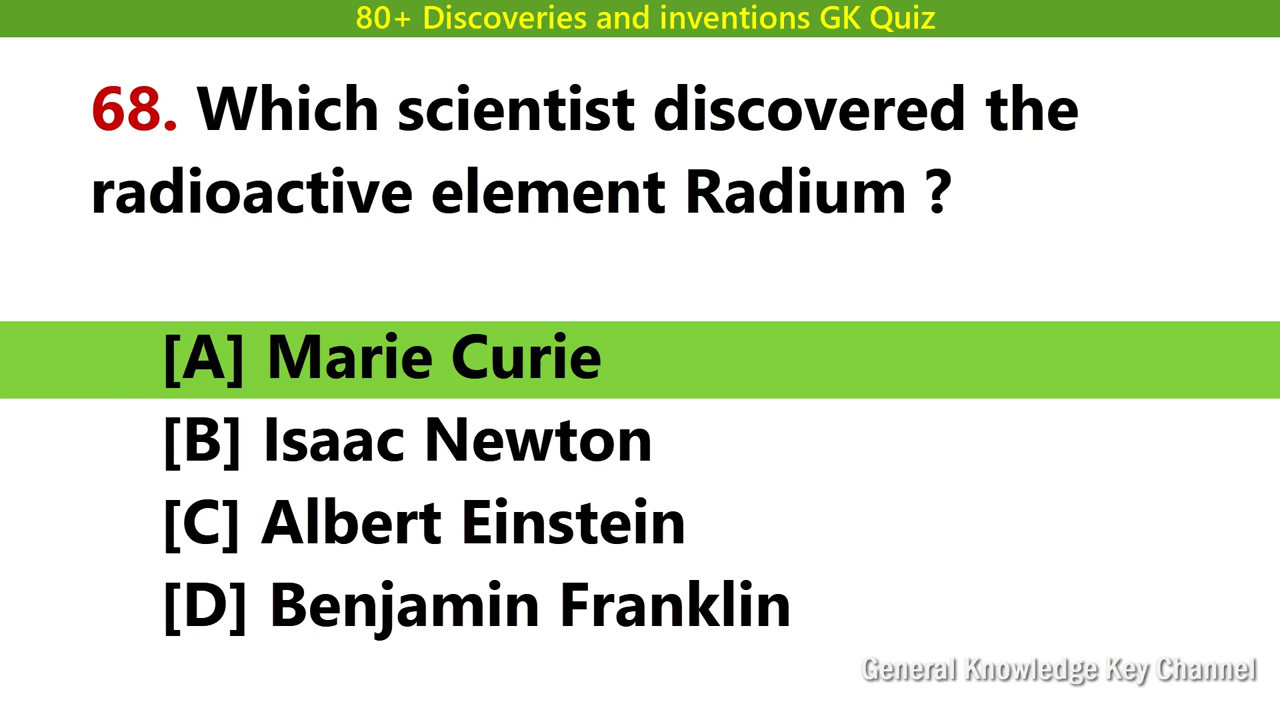 80+ Discoveries and inventions GK Quiz
68. Which scientist discovered the
radioactive element Radium ?
[A] Marie Curie
[B] Isaac Newton
[C] Albert Einstein
[D] Benjamin Franklin
General Knowledge Key Channel